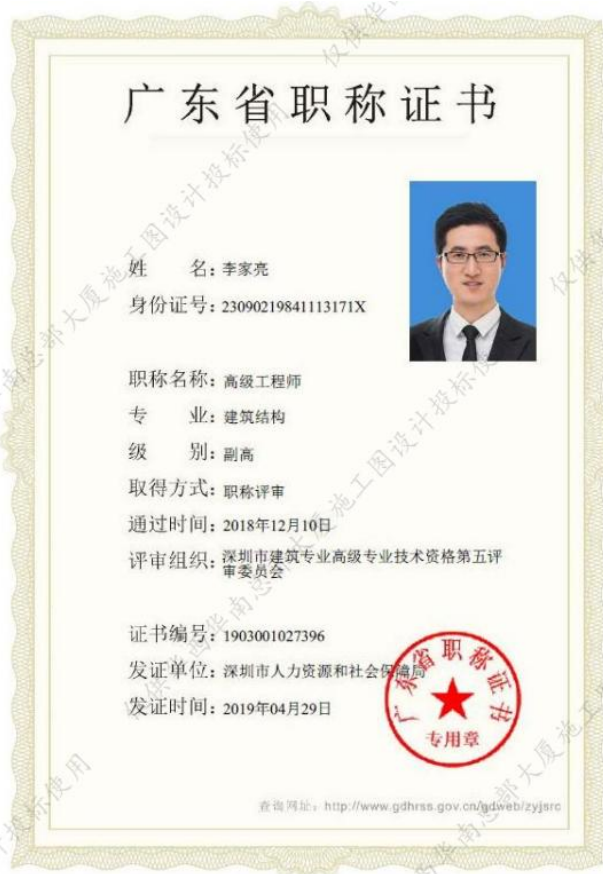 广东省职称证书
姓 名：李家亮
身份证号：23090219841113171X
职称名称：高级工程师
专 业：建筑结构
级 别：副高
取得方式：职称评审
通过时间：2018年12月10日
评审组织：深圳市建筑专业高级专业技术资格第五评
审委员会
证书编号：1903001027396
发证单位：深圳市人力资源和社会保障局
发证时间：2019年04月29日
广东省职称证书
专用章
查询网址：http://www.gdhrss.gov.cn/gdweb/zyjsrc